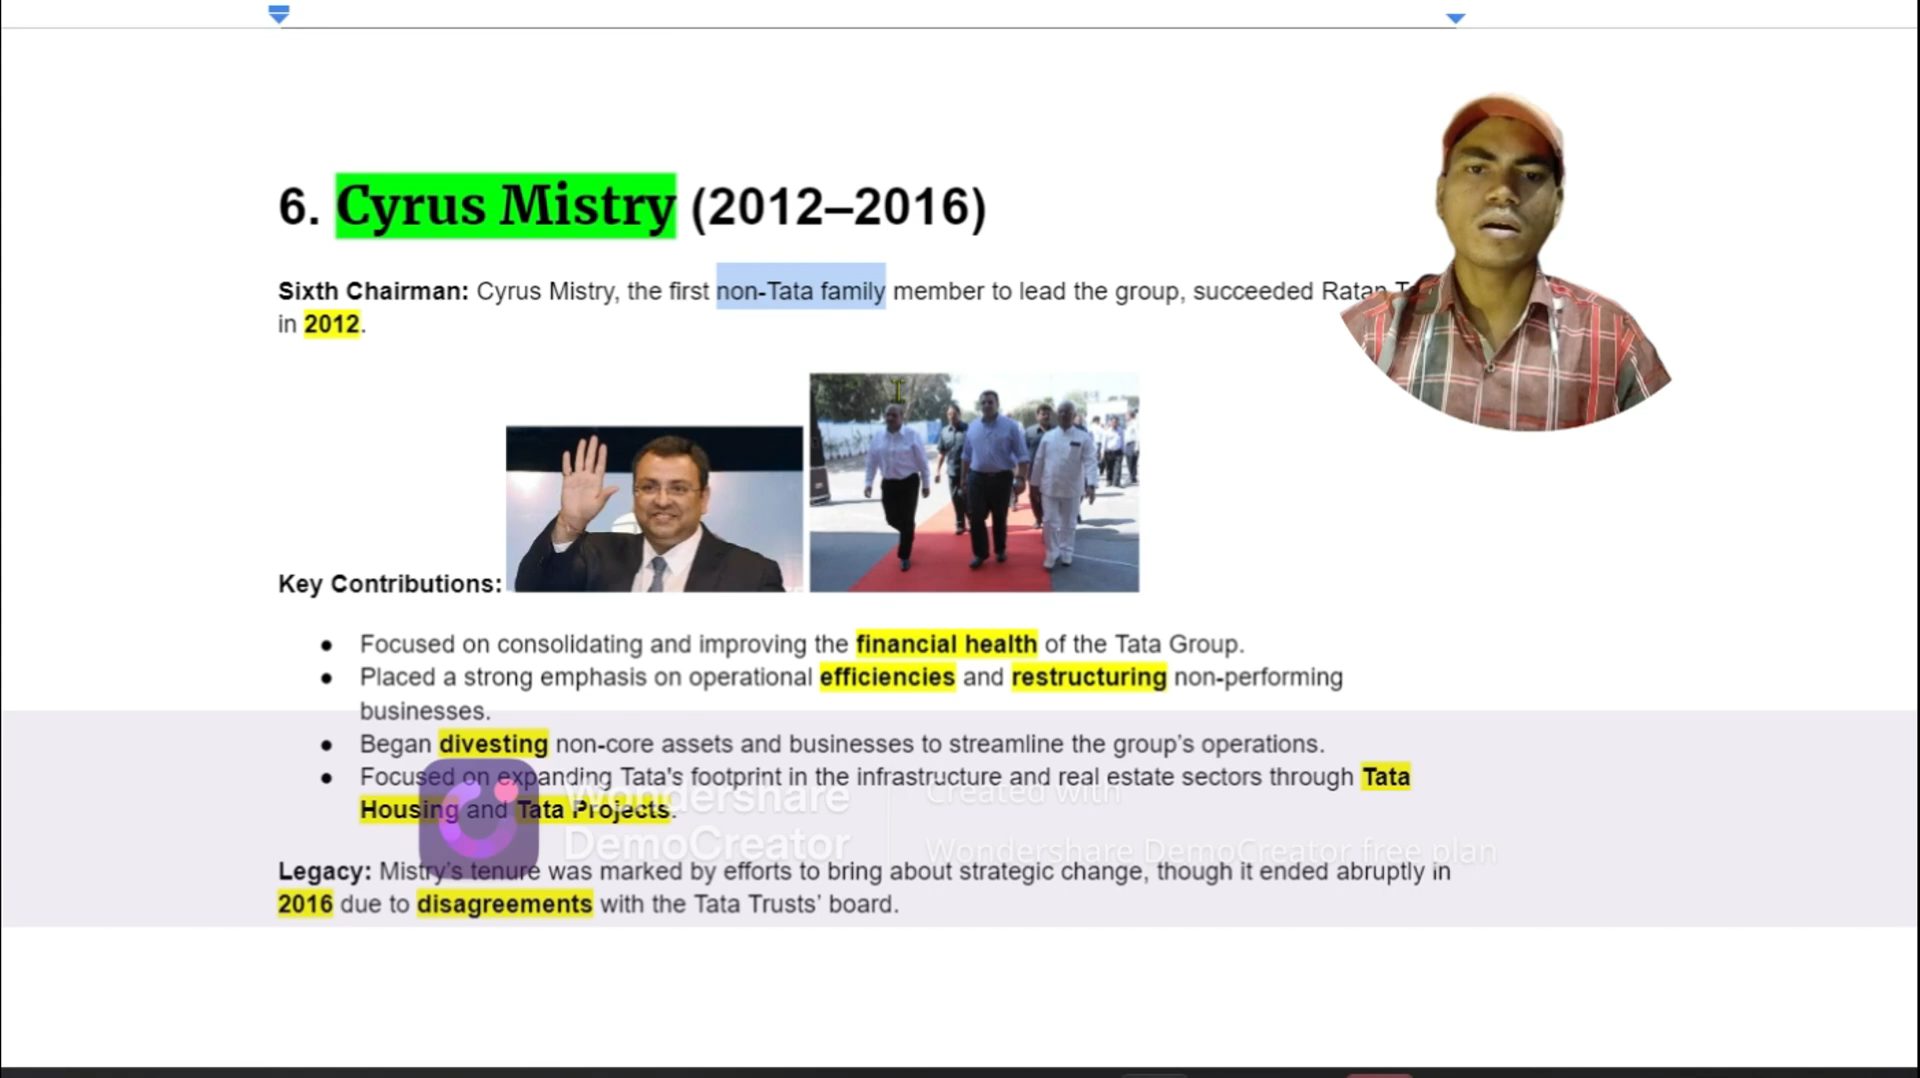 6. Cyrus Mistry (2012–2016)
Sixth Chairman: Cyrus Mistry, the first non-Tata family member to lead the group, succeeded Ratan
in 2012.
Key Contributions:
● Focused on consolidating and improving the financial health of the Tata Group.
● Placed a strong emphasis on operational efficiencies and restructuring non-performing
businesses.
● Began divesting non-core assets and businesses to streamline the group's operations.
● Focused on expanding Tata's footprint in the infrastructure and real estate sectors through Tata
Housing and Tata Projects.
Wondershare
DemoCreator
Created with
Wondershare DemoCreator free plan
Legacy: Mistry's tenure was marked by efforts to bring about strategic change, though it ended abruptly in
2016 due to disagreements with the Tata Trusts' board.